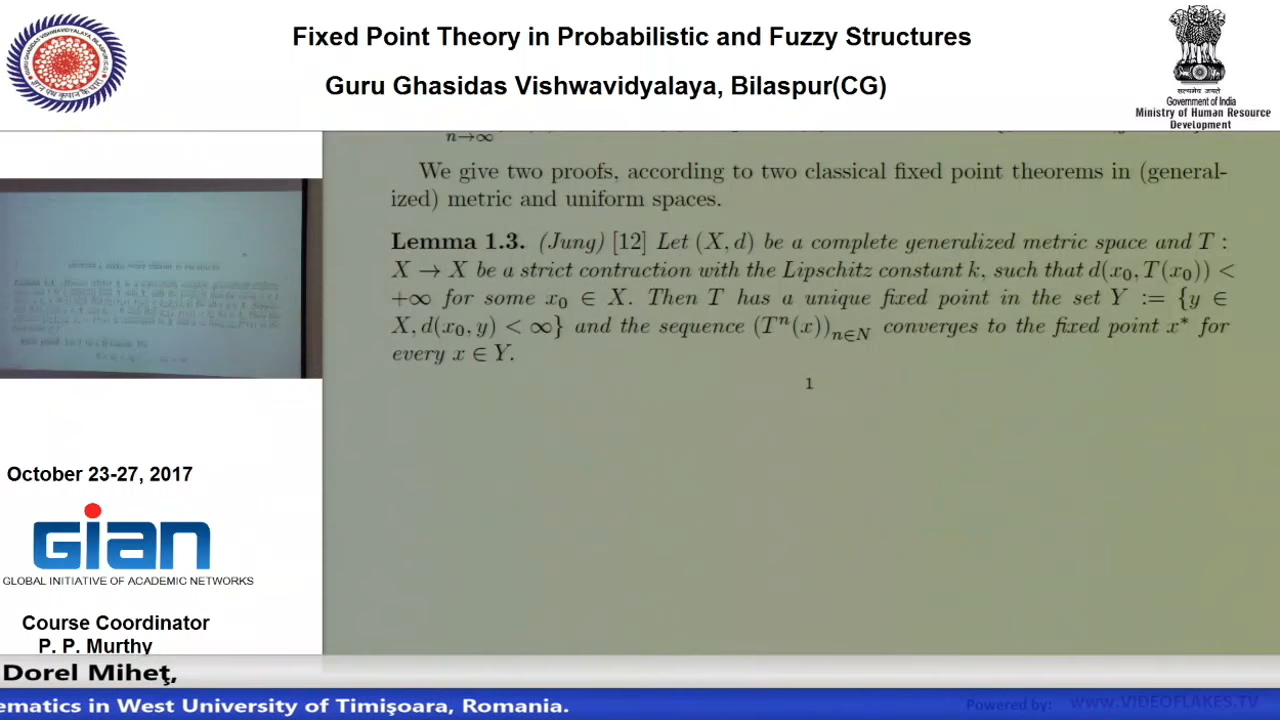 Fixed Point Theory in Probabilistic and Fuzzy Structures
Guru Ghasidas Vishwavidyalaya, Bilaspur(CG)
सत्यमेव जयते
Government of India
Ministry of Human Resource
Development
n→∞
We give two proofs, according to two classical fixed point theorems in (general-
ized) metric and uniform spaces.
Lemma 1.3. (Jung) [12] Let (X, d) be a complete generalized metric space and T :
X → X be a strict contraction with the Lipschitz constant k, such that d(x₀, T(x₀)) <
+∞ for some x₀ ∈ X. Then T has a unique fixed point in the set Y := {y ∈
X, d(x₀, y) < ∞} and the sequence (Tⁿ(x))n∈N converges to the fixed point x* for
every x ∈ Y.
1
October 23-27, 2017
GIAN
GLOBAL INITIATIVE OF ACADEMIC NETWORKS
Course Coordinator
P. P. Murthy
Dorel Miheţ,
ematics in West University of Timişoara, Romania.
Powered by: www.VIDEOFLAKES.TV